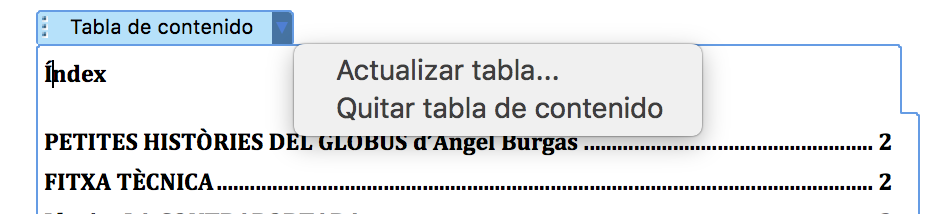 Tabla de contenido
Índex
Actualizar tabla...
Quitar tabla de contenido
PETITES HISTÒRIES DEL GLOBUS d'Àngel Burgas ........................................................ 2
FITXA TÈCNICA ........................................................................................................................ 2